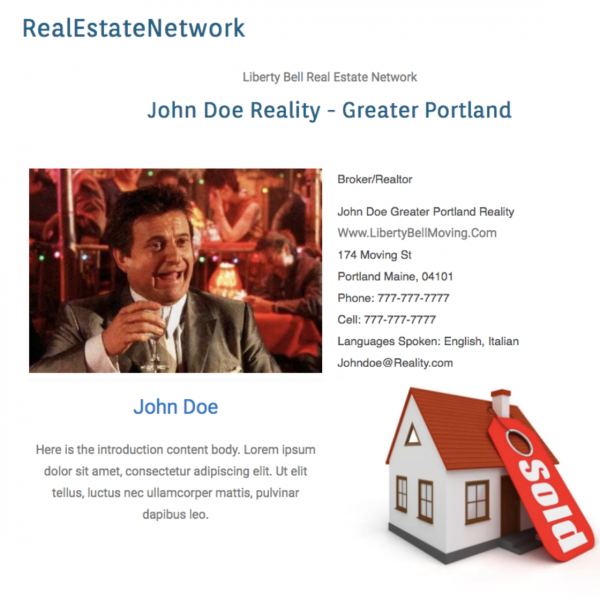 RealEstateNetwork
Liberty Bell Real Estate Network
John Doe Reality - Greater Portland
Broker/Realtor
John Doe Greater Portland Reality
Www.LibertyBellMoving.Com
174 Moving St
Portland Maine, 04101
Phone: 777-777-7777
Cell: 777-777-7777
Languages Spoken: English, Italian
Johndoe@Reality.com
John Doe
Here is the introduction content body. Lorem ipsum
dolor sit amet, consectetur adipiscing elit. Ut elit
tellus, luctus nec ullamcorper mattis, pulvinar
dapibus leo.
sold